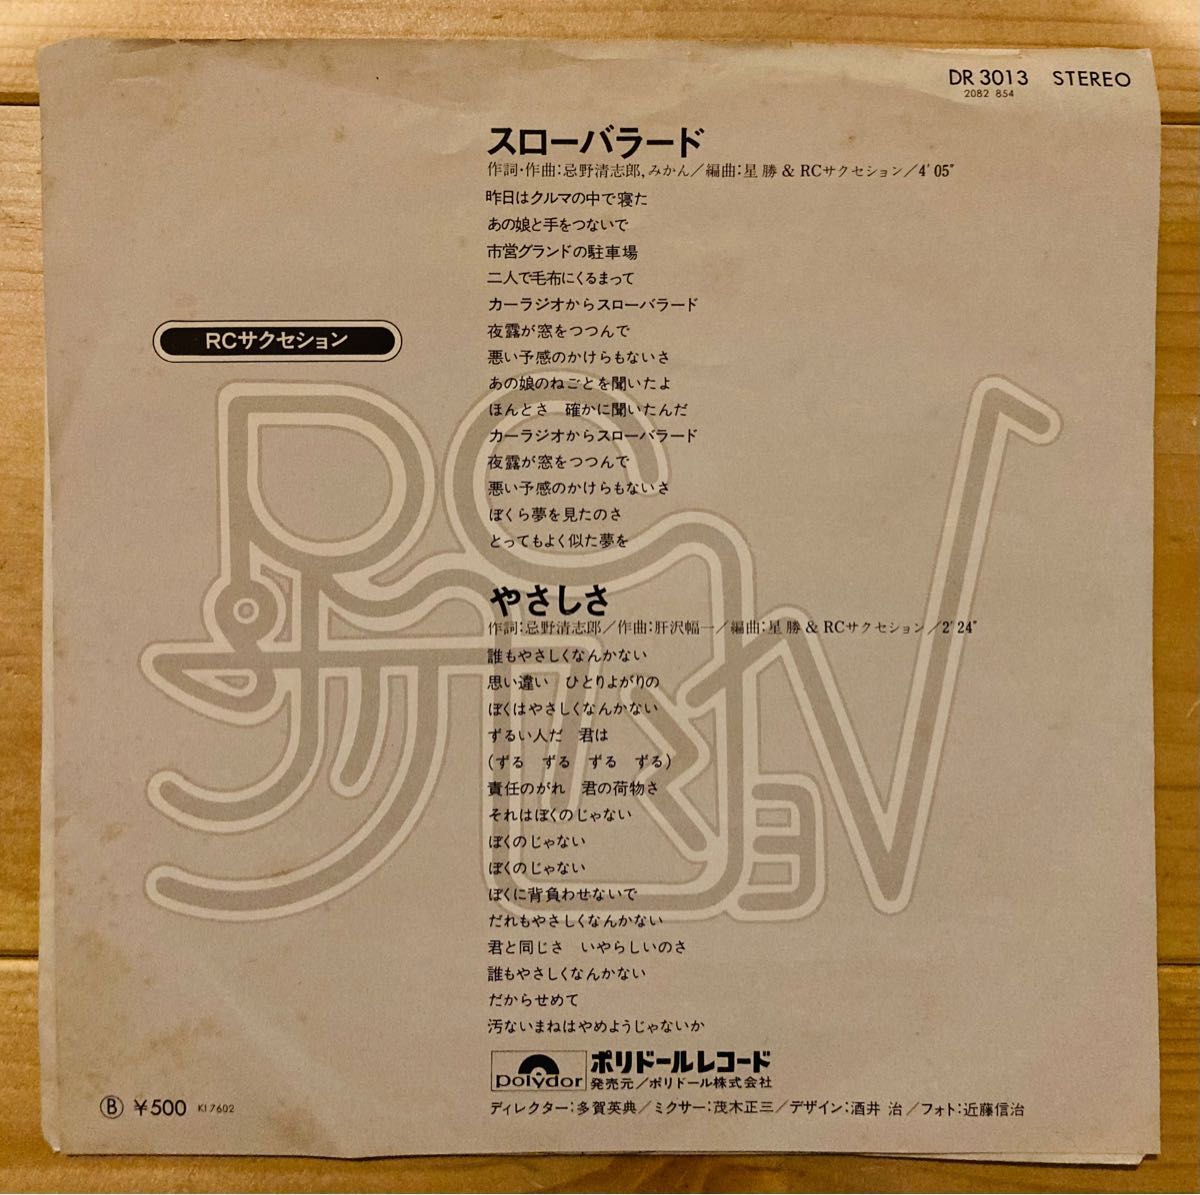 DR 3013 STEREO
2082 854
スローバラード
作詞・作曲:忌野清志郎,みかん/編曲:星 勝 & RCサクセション/4'05"
昨日はクルマの中で寝た
あの娘と手をつないで
市営グランドの駐車場
二人で毛布にくるまって
カーラジオからスローバラード
夜露が窓をつつんで
悪い予感のかけらもないさ
あの娘のねごとを聞いたよ
ほんとさ 確かに聞いたんだ
カーラジオからスローバラード
夜露が窓をつつんで
悪い予感のかけらもないさ
ぼくら夢を見たのさ
とってもよく似た夢を
RCサクセション
やさしさ
作詞:忌野清志郎/作曲:肝沢幅一/編曲:星 勝 & RCサクセション/2'24"
誰もやさしくなんかない
思い違い ひとりよがりの
ぼくはやさしくなんかない
ずるい人だ 君は
(ずる ずる ずる ずる)
責任のがれ 君の荷物さ
それはぼくのじゃない
ぼくのじゃない
ぼくのじゃない
ぼくに背負わせないで
だれもやさしくなんかない
君と同じさ いやらしいのさ
誰もやさしくなんかない
だからせめて
汚ないまねはやめようじゃないか
polydor ポリドールレコード
発売元/ポリドール株式会社
Ⓑ ¥500 KI 7602
ディレクター:多賀英典/ミクサー:茂木正三/デザイン:酒井 治/フォト:近藤信治